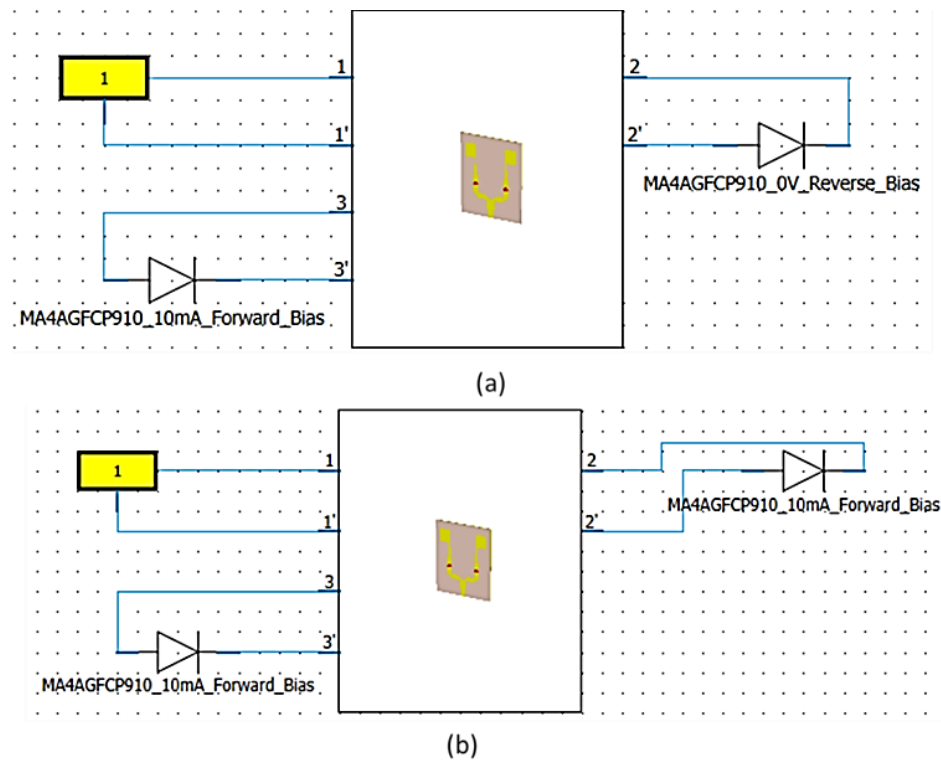 1
1
2
1'
2'
MA4AGFCP910_0V_Reverse_Bias
3
3'
MA4AGFCP910_10mA_Forward_Bias
(a)
1
1
2
MA4AGFCP910_10mA_Forward_Bias
1'
2'
3
3'
MA4AGFCP910_10mA_Forward_Bias
(b)